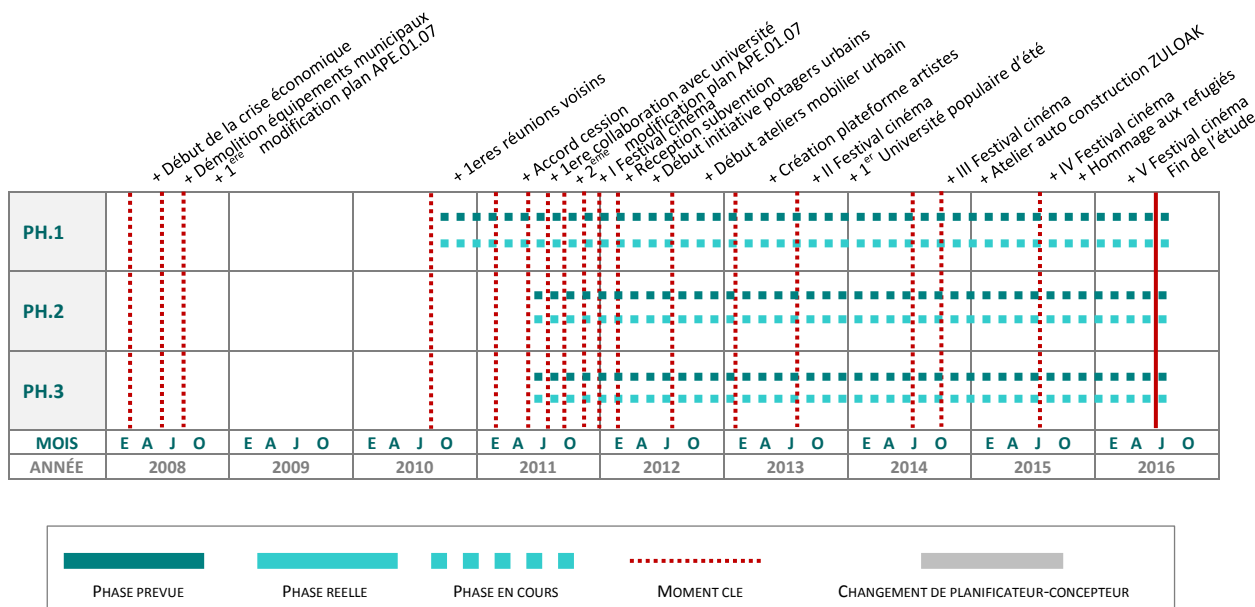 + Début de la crise économique
+ Démolition équipements municipaux
+ 1ere modification plan APE.01.07
+ 1eres réunions voisins
+ Accord cession
+ 1ere collaboration avec université
+ 2ème modification plan APE.01.07
+ I Festival cinéma
+ Réception subvention
+ Début initiative potagers urbains
+ Début ateliers mobilier urbain
+ Création plateforme artistes
+ II Festival cinéma
+ 1er Université populaire d'été
+ III Festival cinéma
+ Atelier auto construction ZULOAK
+ IV Festival cinéma
+ Hommage aux refugiés
+ V Festival cinéma
Fin de l'étude
PH.1
PH.2
PH.3
MOIS E A J O E A J O E A J O E A J O E A J O E A J O E A J O E A J O E A J O
ANNÉE 2008 2009 2010 2011 2012 2013 2014 2015 2016
PHASE PREVUE PHASE REELLE PHASE EN COURS MOMENT CLE CHANGEMENT DE PLANIFICATEUR-CONCEPTEUR